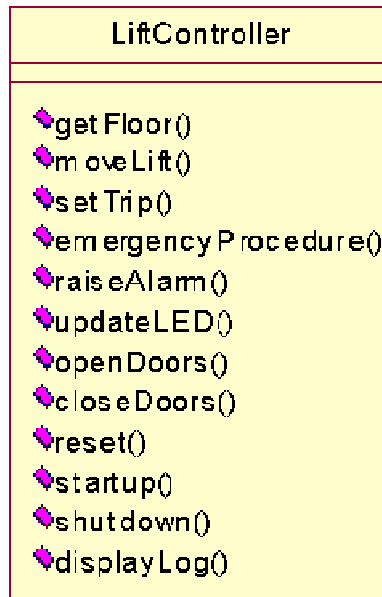 LiftController
getFloor()
moveLift()
setTrip()
emergencyProcedure()
raiseAlarm()
updateLED()
openDoors()
closeDoors()
reset()
startup()
shutdown()
displayLog()